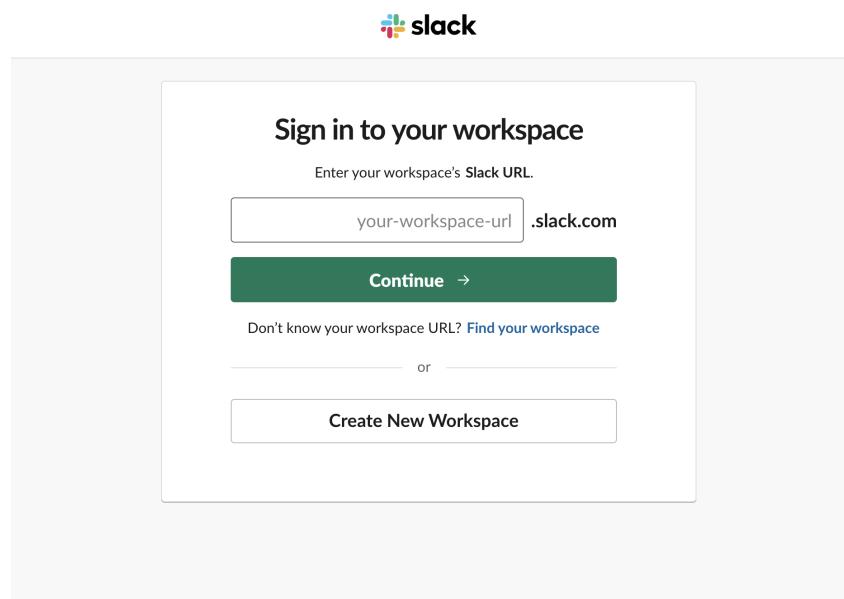 slack
Sign in to your workspace
Enter your workspace’s Slack URL.
your-workspace-url .slack.com
Continue →
Don’t know your workspace URL? Find your workspace
or
Create New Workspace